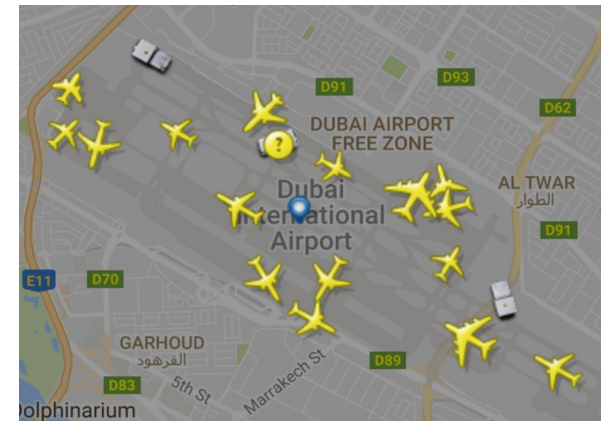 D91
D93
D62
DUBAI AIRPORT
FREE ZONE
?
Dubai
International
Airport
AL TWAR
الطوار
D91
E11
D70
GARHOUD
القرهود
D89
D83
5th St
Marrakech St
Dolphinarium